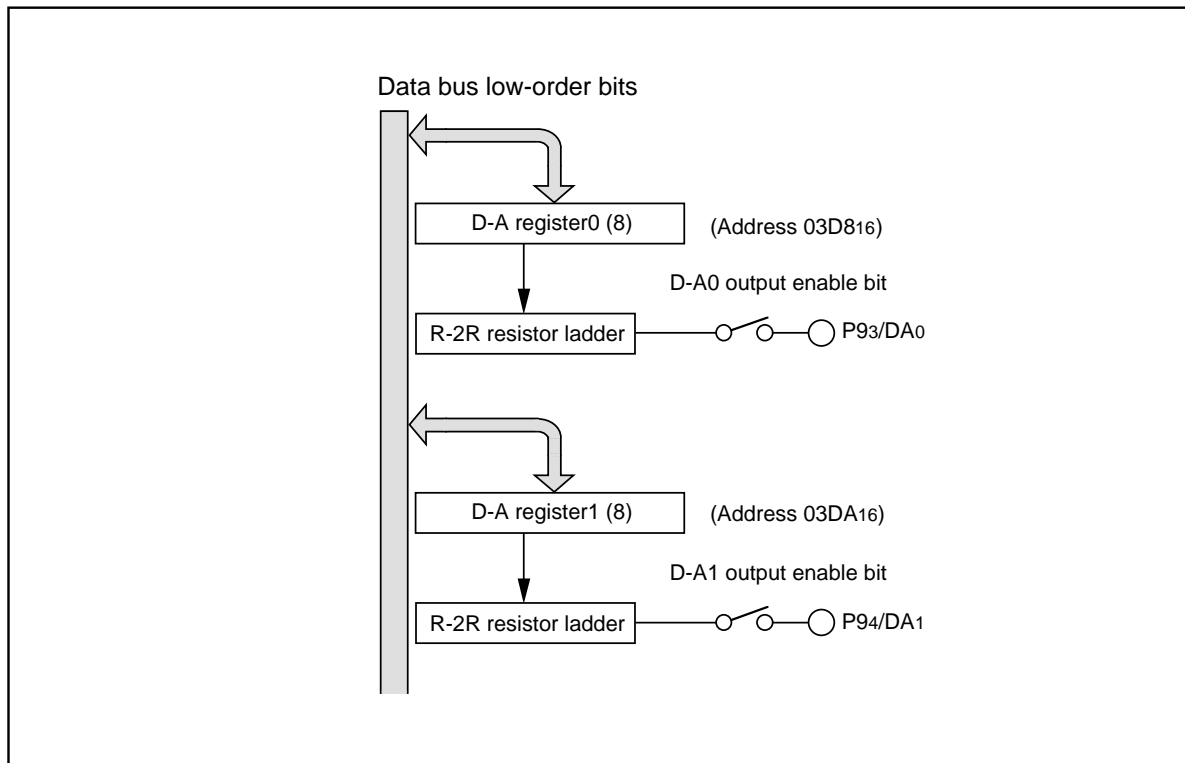 Data bus low-order bits
D-A register0 (8)
(Address 03D816)
D-A0 output enable bit
R-2R resistor ladder
P93/DA0
D-A register1 (8)
(Address 03DA16)
D-A1 output enable bit
R-2R resistor ladder
P94/DA1